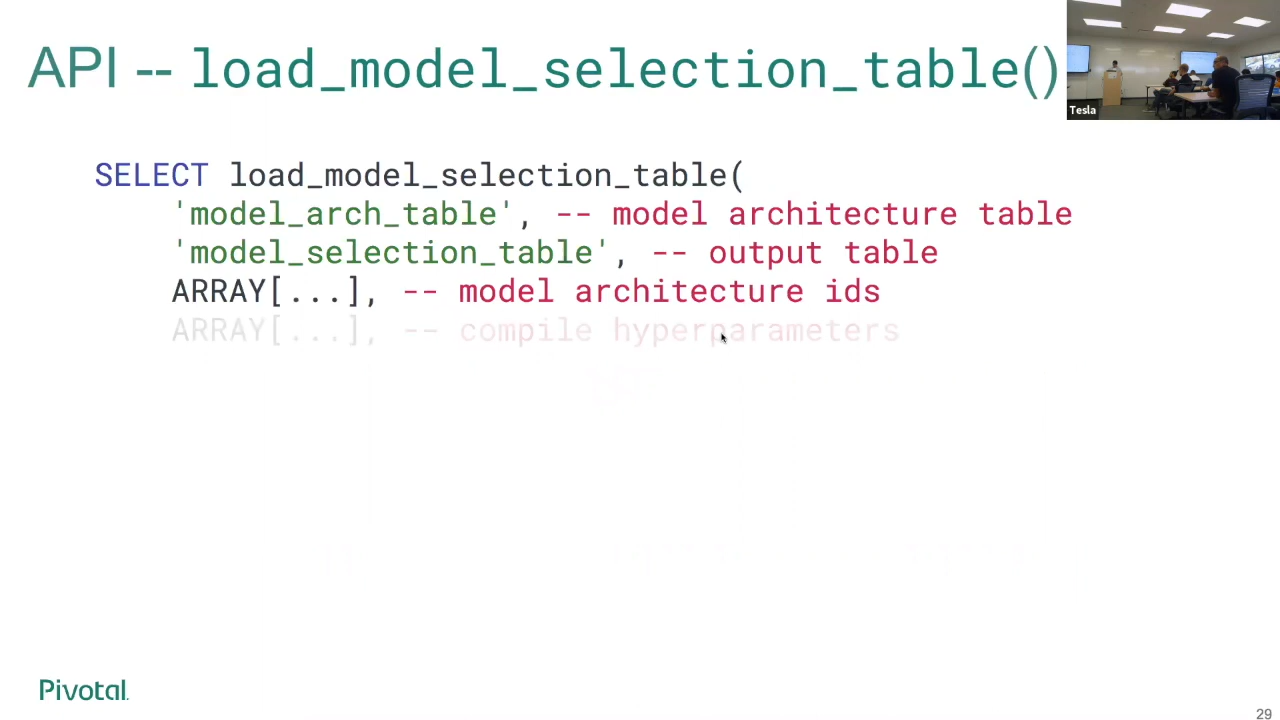 API -- load_model_selection_table()
Tesla
SELECT load_model_selection_table(
'model_arch_table', -- model architecture table
'model_selection_table', -- output table
ARRAY[...], -- model architecture ids
ARRAY[...], -- compile hyperparameters
Pivotal.
29